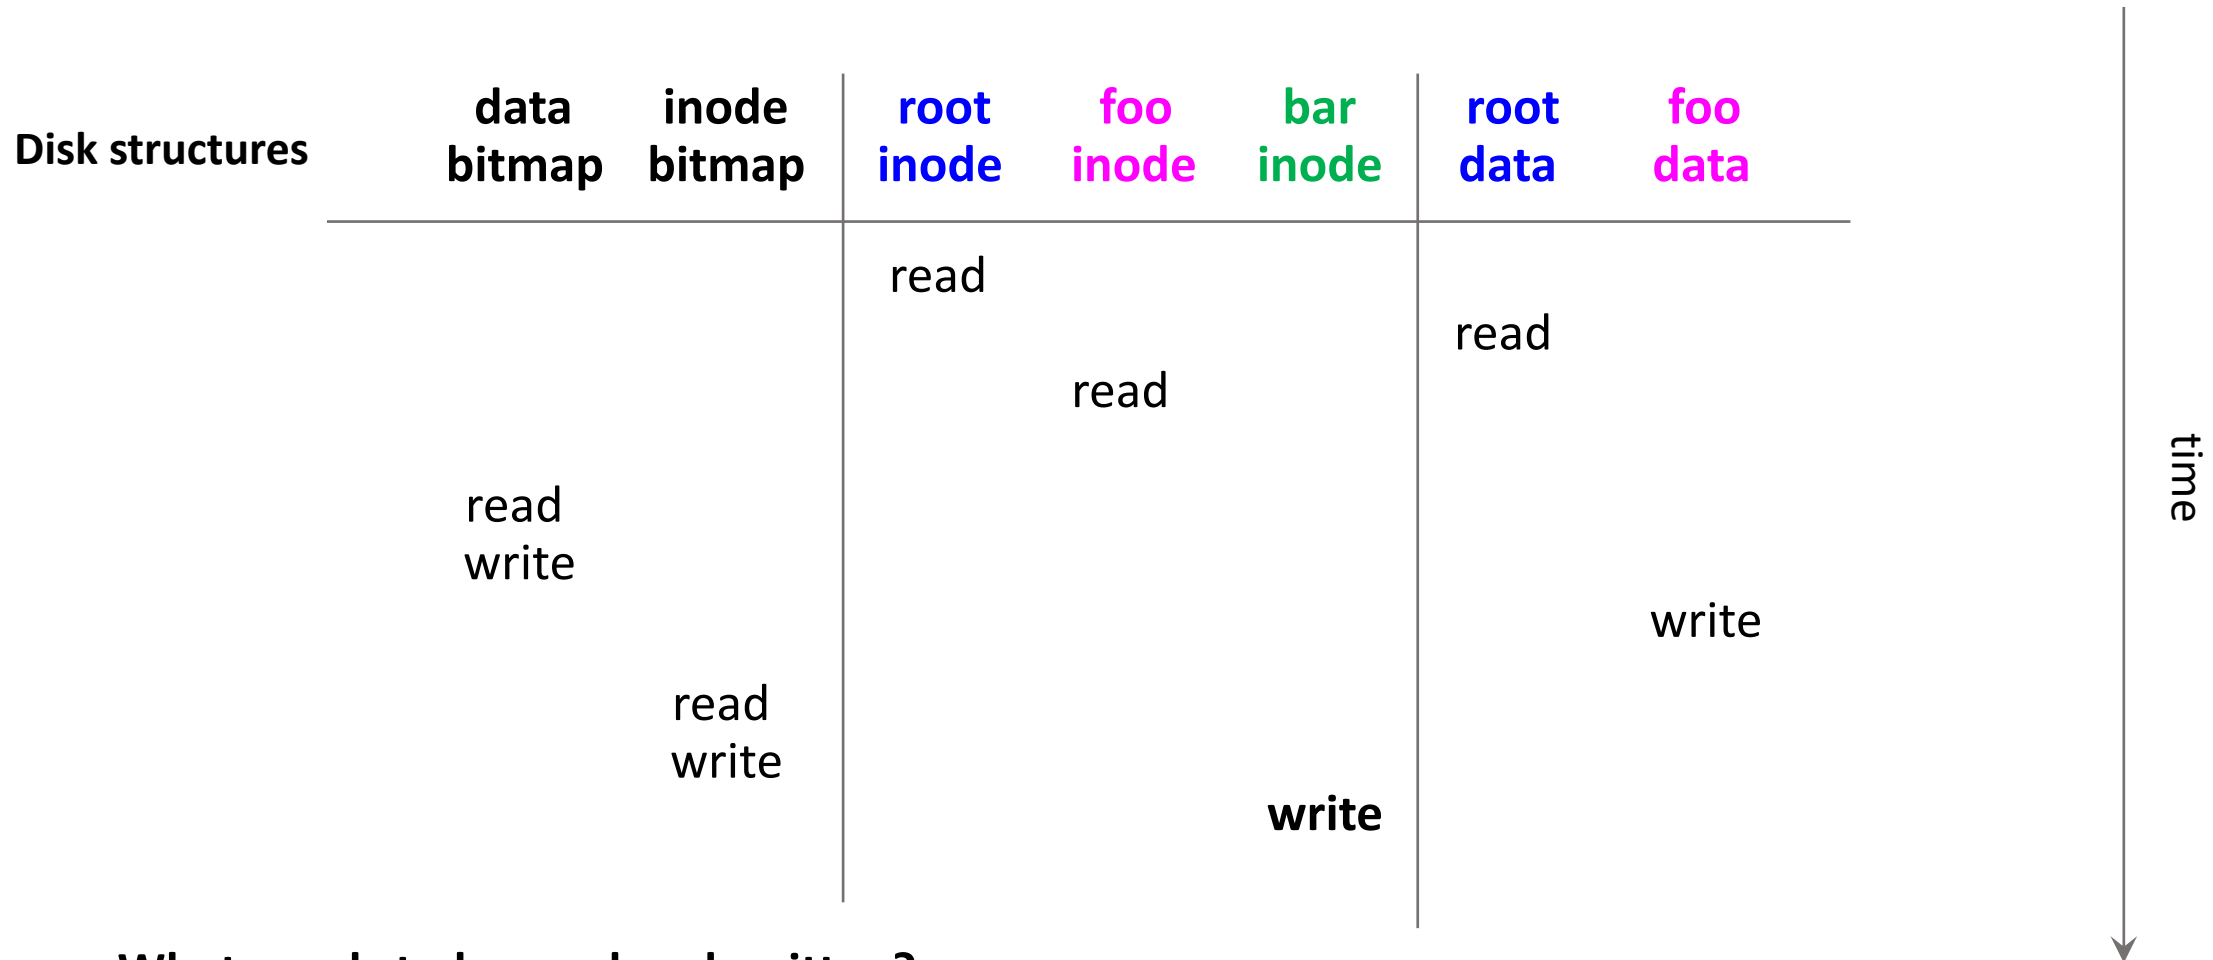 data inode root foo bar root foo
Disk structures bitmap bitmap inode inode inode data data
read
read
read
time
read
write
write
read
write
write